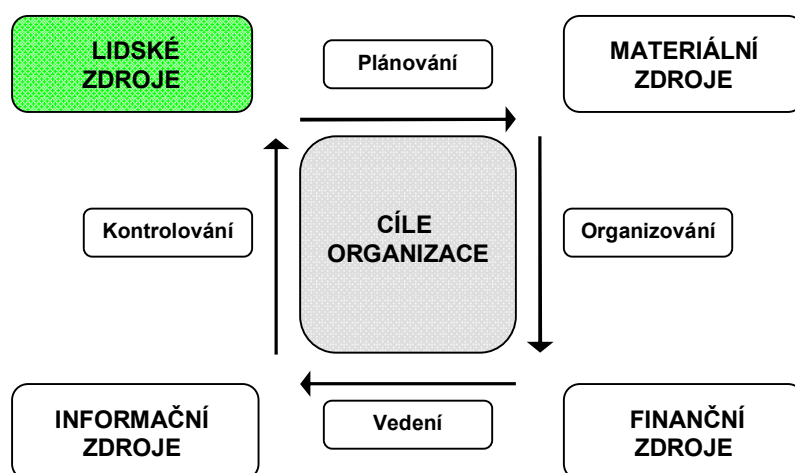 LIDSKÉ
ZDROJE
Plánování
MATERIÁLNÍ
ZDROJE
Kontrolování
CÍLE
ORGANIZACE
Organizování
INFORMAČNÍ
ZDROJE
Vedení
FINANČNÍ
ZDROJE